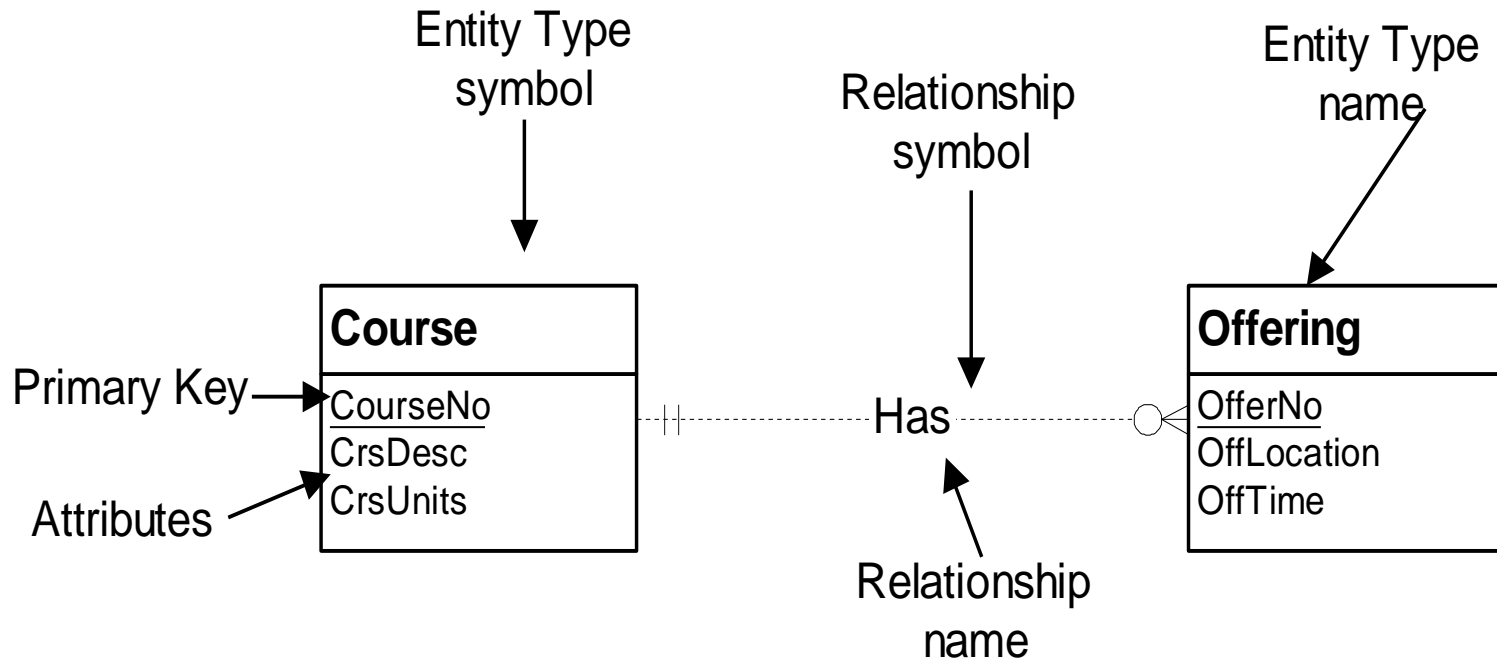 Entity Type
symbol
Relationship
symbol
Entity Type
name
Course
CourseNo
CrsDesc
CrsUnits
Primary Key
Attributes
Has
Offering
OfferNo
OffLocation
OffTime
Relationship
name